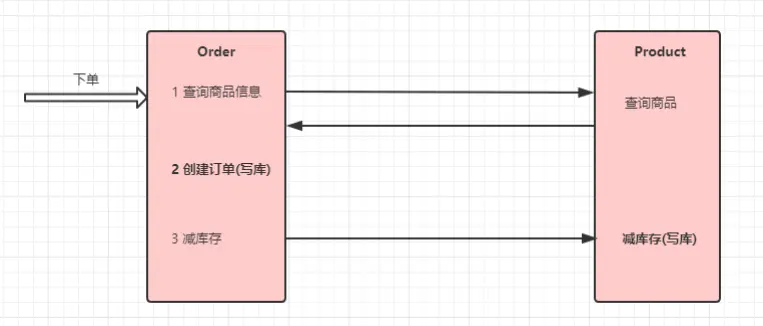 Order
Product
下单
1 查询商品信息
查询商品
2 创建订单(写库)
3 减库存
减库存(写库)